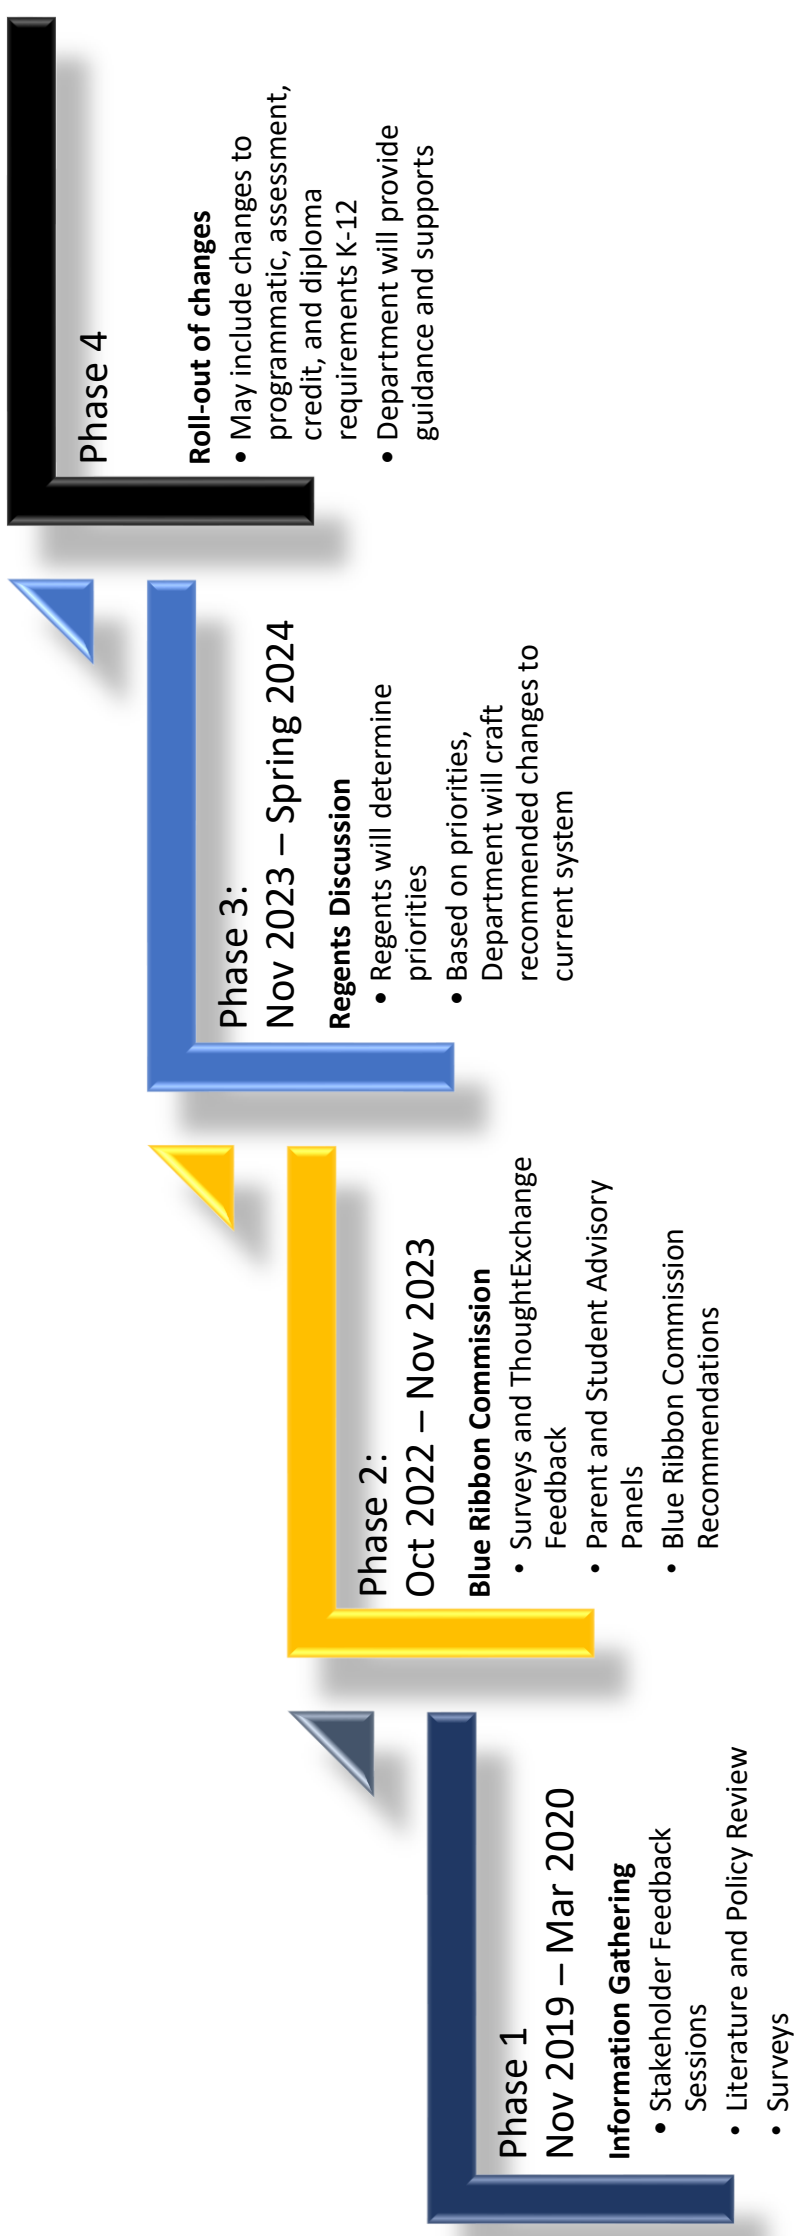 Phase 1
Nov 2019 – Mar 2020
Information Gathering
• Stakeholder Feedback
Sessions
• Literature and Policy Review
• Surveys
Phase 2:
Oct 2022 – Nov 2023
Blue Ribbon Commission
• Surveys and ThoughtExchange
Feedback
• Parent and Student Advisory
Panels
• Blue Ribbon Commission
Recommendations
Phase 3:
Nov 2023 – Spring 2024
Regents Discussion
• Regents will determine
priorities
• Based on priorities,
Department will craft
recommended changes to
current system
Phase 4
Roll-out of changes
• May include changes to
programmatic, assessment,
credit, and diploma
requirements K-12
• Department will provide
guidance and supports